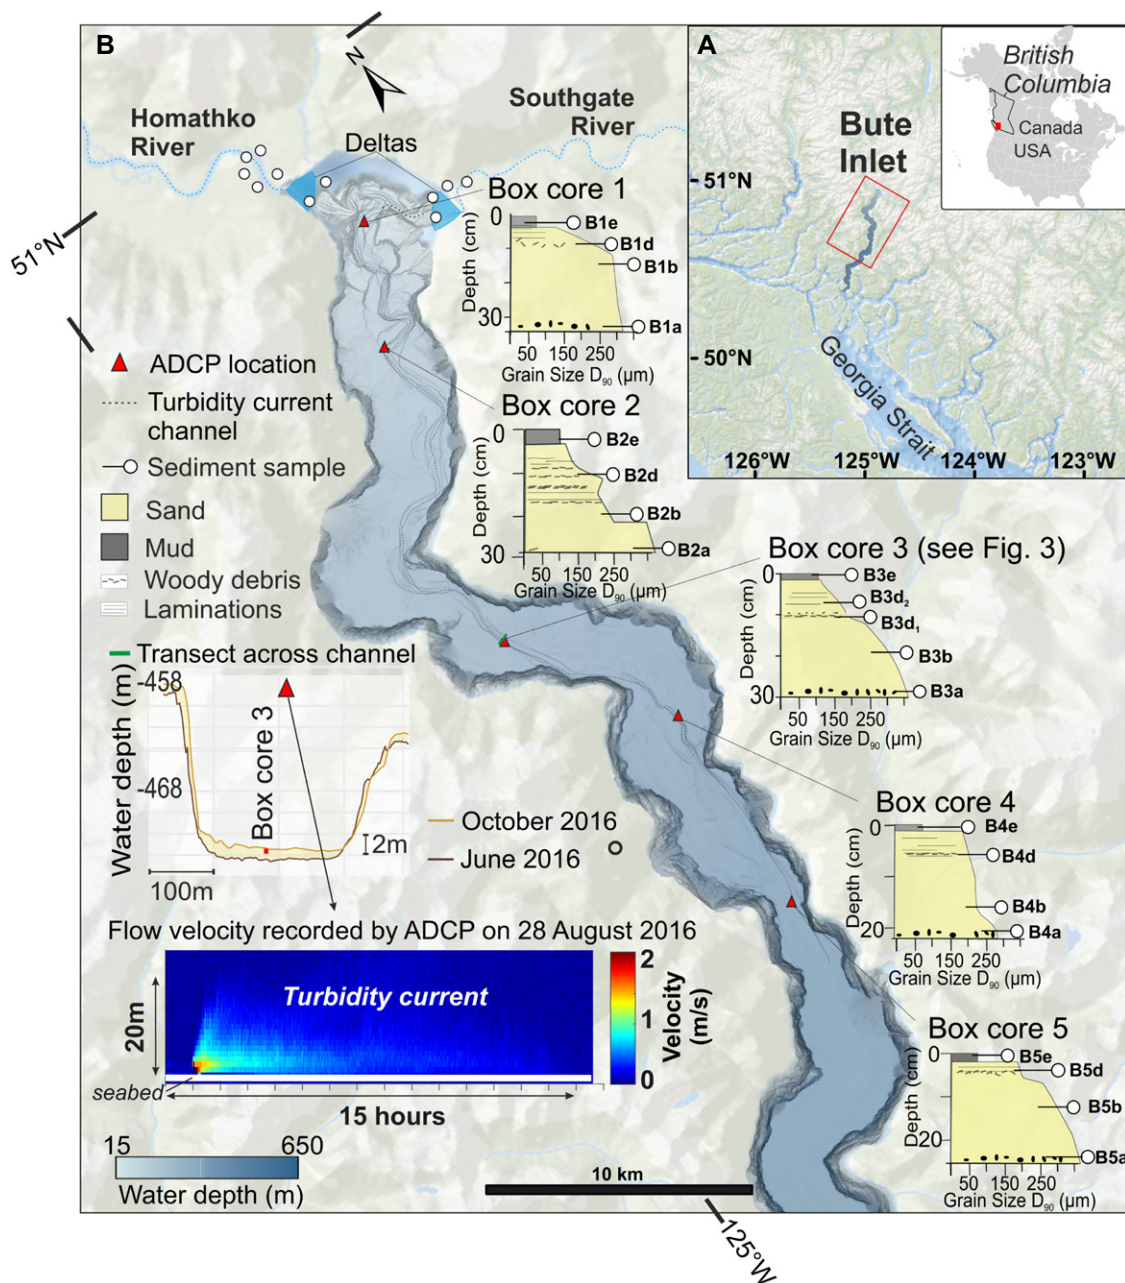 B
N
Homathko
River
Southgate
River
Deltas
51°N
A
British
Columbia
Canada
USA
Bute
Inlet
51°N
50°N
Georgia Strait
126°W
125°W
124°W
123°W
Box core 1
0
30
Depth (cm)
B1e
B1d
B1b
B1a
50
150
250
Grain Size D90 (µm)
Box core 2
0
30
Depth (cm)
B2e
B2d
B2b
B2a
50
150
250
Grain Size D90 (µm)
ADCP location
Turbidity current
channel
Sediment sample
Sand
Mud
Woody debris
Laminations
Transect across channel
Box core 3 (see Fig. 3)
0
30
Depth (cm)
B3e
B3d2
B3d1
B3b
B3a
50
150
250
Grain Size D90 (µm)
-458
-468
Water depth (m)
Box core 3
2m
100m
October 2016
June 2016
Box core 4
0
20
Depth (cm)
B4e
B4d
B4b
B4a
50
150
250
Grain Size D90 (µm)
Flow velocity recorded by ADCP on 28 August 2016
Turbidity current
20m
seabed
15 hours
2
1
0
Velocity
(m/s)
Box core 5
0
20
Depth (cm)
B5e
B5d
B5b
B5a
50
150
250
Grain Size D90 (µm)
15
650
Water depth (m)
10 km
125°W